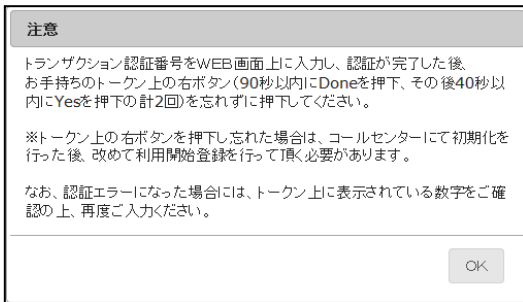 注意
トランザクション認証番号をWEB画面上に入力し、認証が完了した後、
お手持ちのトークン上の右ボタン(90秒以内にDoneを押下、その後40秒以
内にYesを押下の計2回)を忘れずに押下してください。
※トークン上の右ボタンを押下し忘れた場合は、コールセンターにて初期化を
行った後、改めて利用開始登録を行って頂く必要があります。
なお、認証エラーになった場合には、トークン上に表示されている数字をご確
認の上、再度ご入力ください。
OK